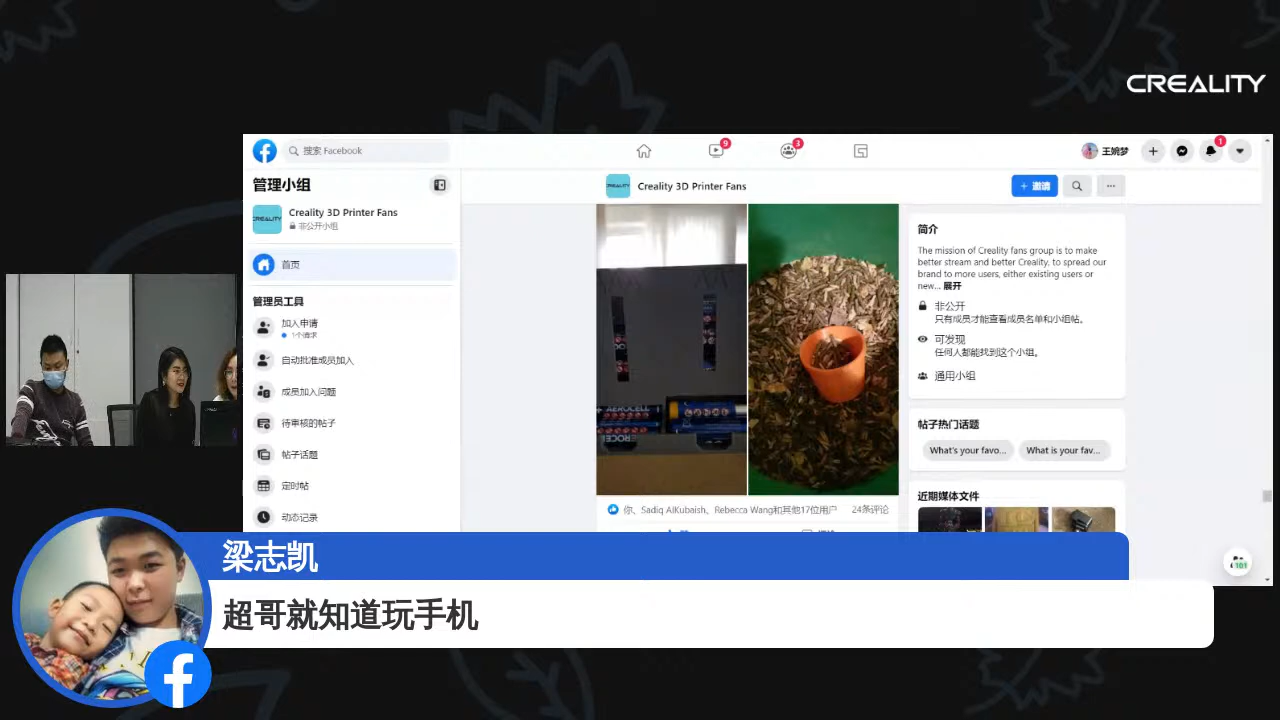 CREALITY
搜索 Facebook
9
3
王婉梦
1
管理小组
CREALITY
Creality 3D Printer Fans
非公开小组
首页
管理员工具
加入申请
1个请求
自动批准成员加入
成员加入问题
待审核的帖子
帖子话题
定时帖
动态记录
CREALITY
Creality 3D Printer Fans
+ 邀请
AEROCELL
你、Sadiq AlKubaish、Rebecca Wang和其他17位用户
24条评论
简介
The mission of Creality fans group is to make
better stream and better Creality, to spread our
brand to more users, either existing users or
new... 展开
非公开
只有成员才能查看成员名单和小组帖。
可发现
任何人都能找到这个小组。
通用小组
帖子热门话题
What's your favo...
What is your fav...
近期媒体文件
梁志凯
超哥就知道玩手机